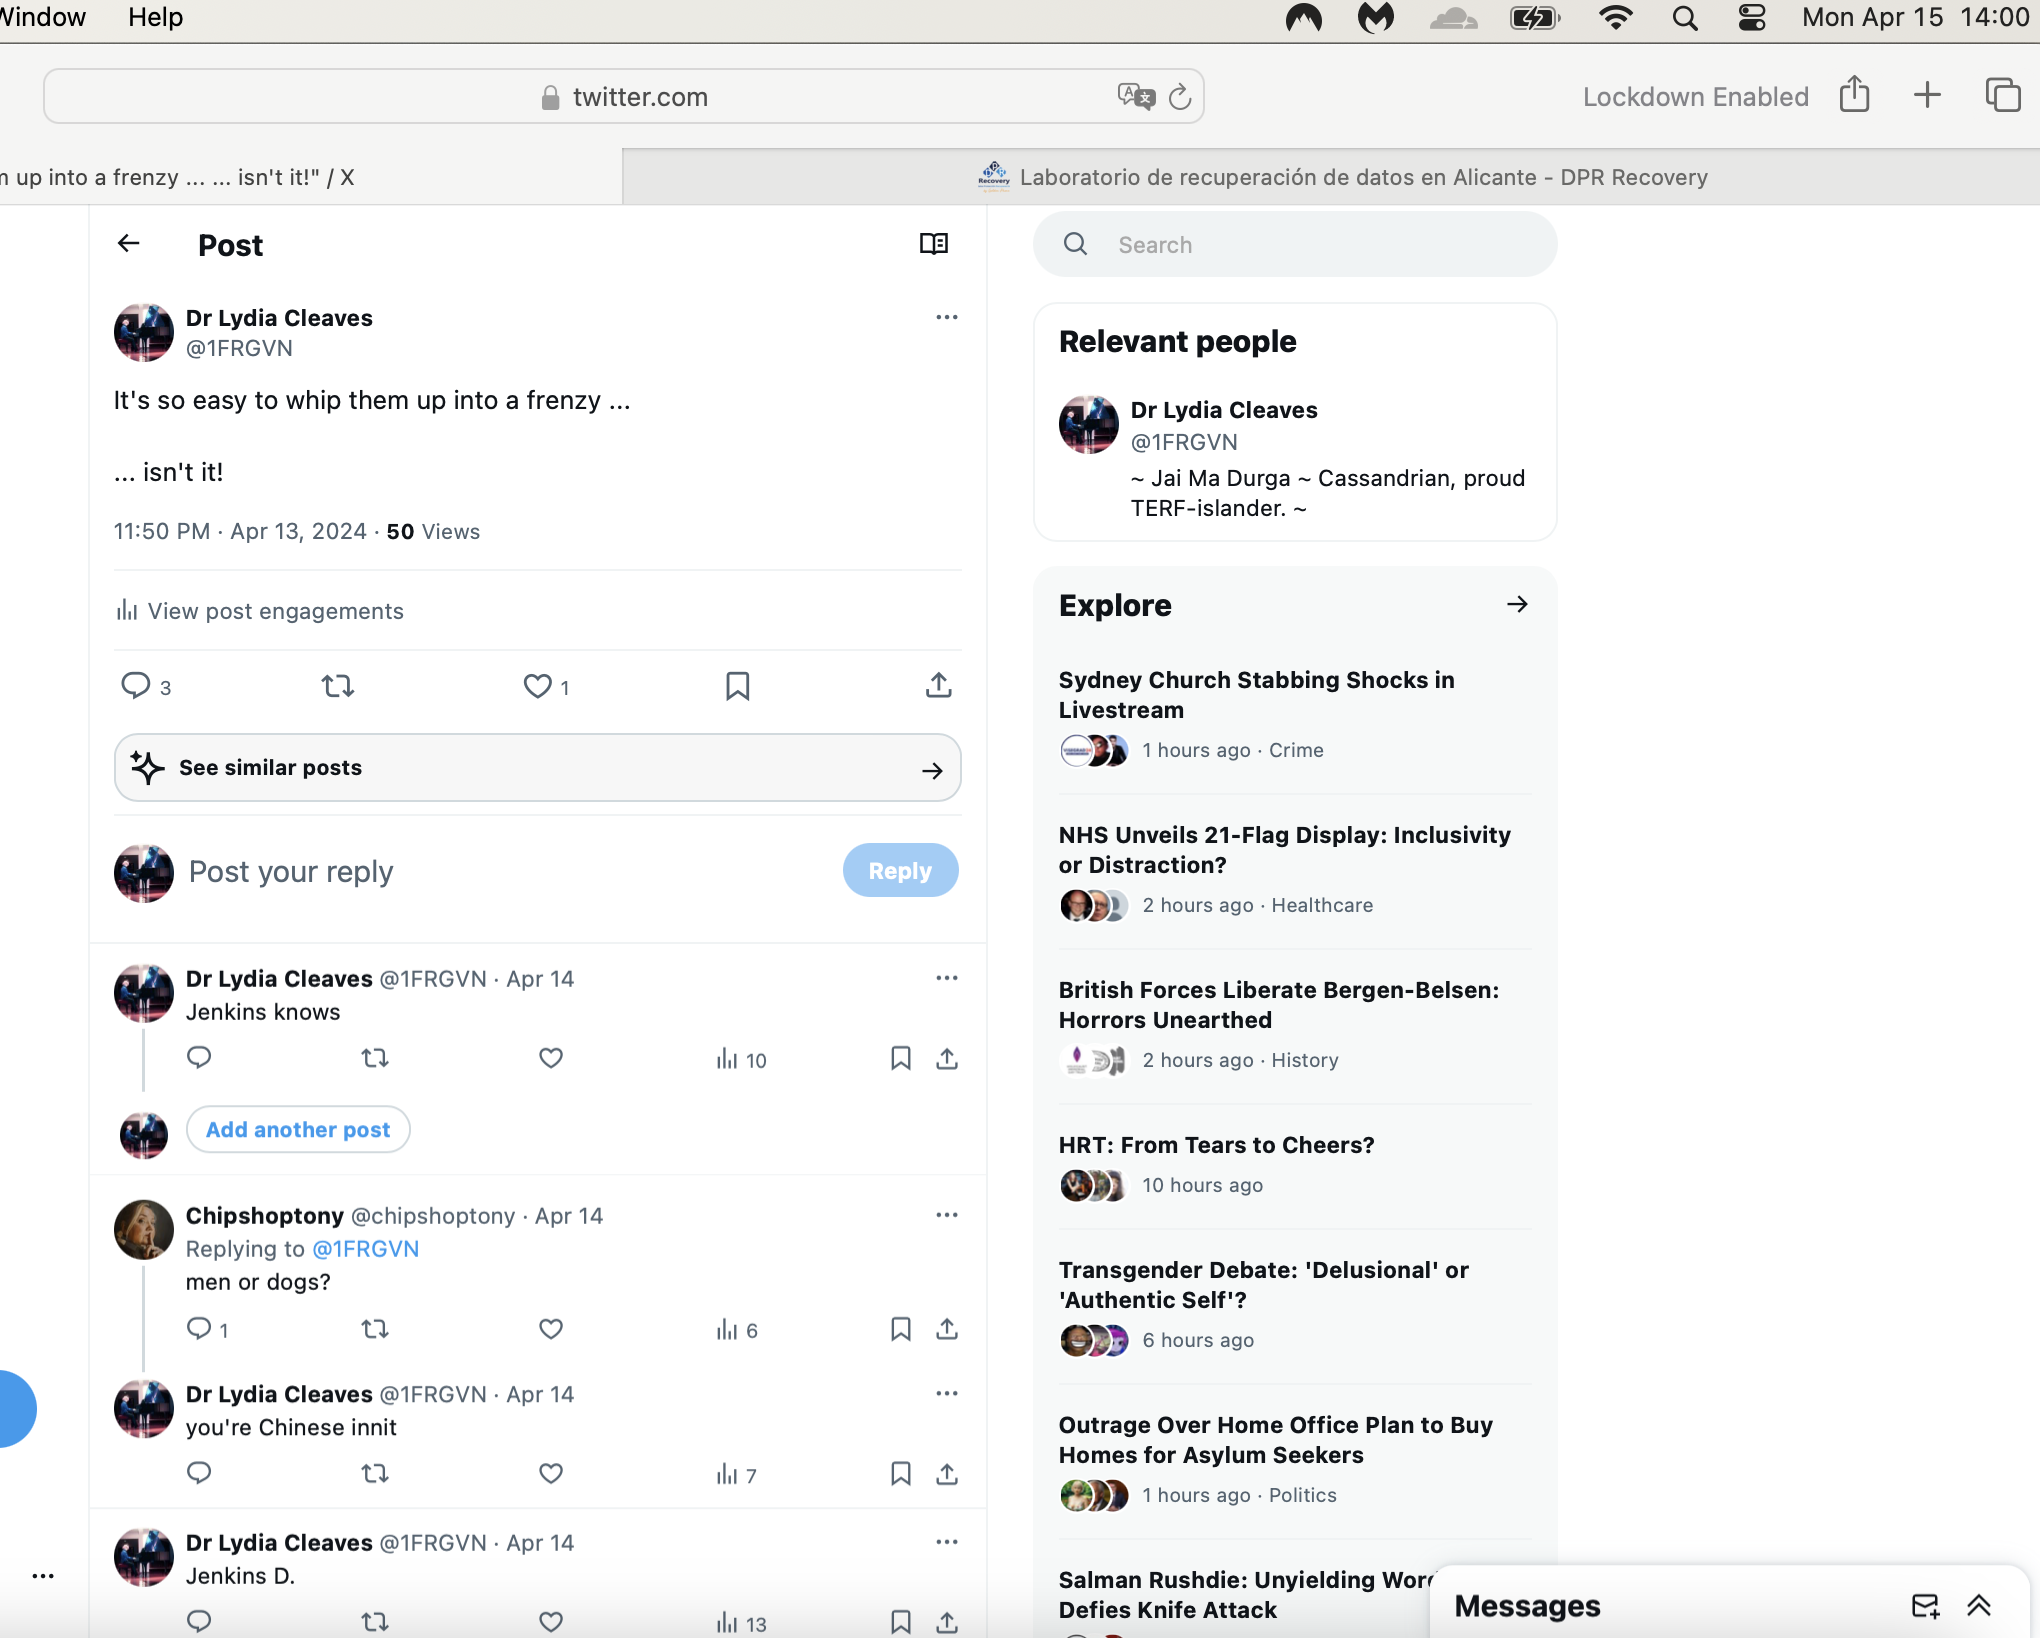 Window Help Mon Apr 15 14:00
twitter.com Lockdown Enabled
up into a frenzy ... ... isn't it!" / X
Recovery Laboratorio de recuperación de datos en Alicante - DPR Recovery
Post
Dr Lydia Cleaves
@1FRGVN
It's so easy to whip them up into a frenzy ...
... isn't it!
11:50 PM · Apr 13, 2024 · 50 Views
View post engagements
3 1
See similar posts
Post your reply Reply
Dr Lydia Cleaves @1FRGVN · Apr 14
Jenkins knows
10
Add another post
Chipshoptony @chipshoptony · Apr 14
Replying to @1FRGVN
men or dogs?
1 6
Dr Lydia Cleaves @1FRGVN · Apr 14
you're Chinese innit
7
Dr Lydia Cleaves @1FRGVN · Apr 14
Jenkins D.
13
Search
Relevant people
Dr Lydia Cleaves
@1FRGVN
~ Jai Ma Durga ~ Cassandrian, proud
TERF-islander. ~
Explore
Sydney Church Stabbing Shocks in
Livestream
1 hours ago · Crime
NHS Unveils 21-Flag Display: Inclusivity
or Distraction?
2 hours ago · Healthcare
British Forces Liberate Bergen-Belsen:
Horrors Unearthed
2 hours ago · History
HRT: From Tears to Cheers?
10 hours ago
Transgender Debate: 'Delusional' or
'Authentic Self'?
6 hours ago
Outrage Over Home Office Plan to Buy
Homes for Asylum Seekers
1 hours ago · Politics
Salman Rushdie: Unyielding Word
Defies Knife Attack
Messages